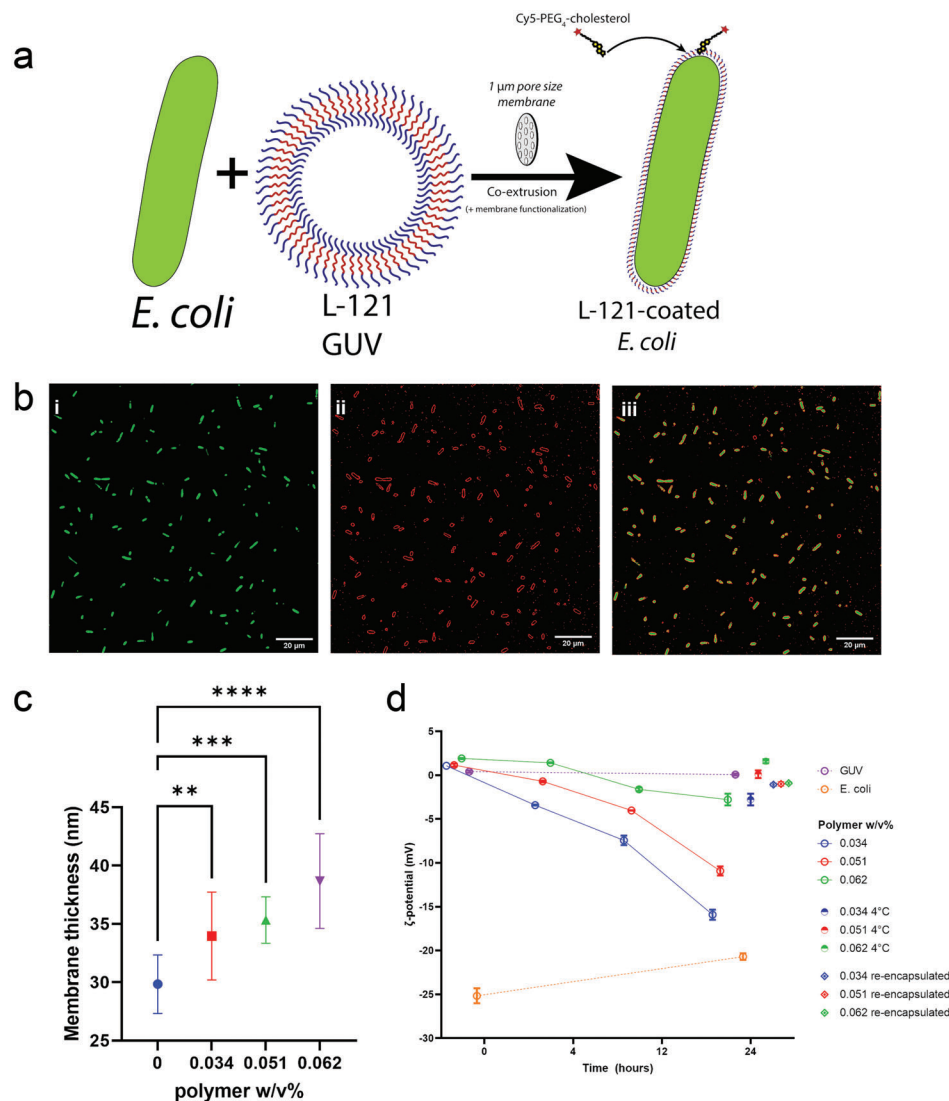 a
Cy5-PEG₄-cholesterol
1 μm pore size
membrane
+
Co-extrusion
(+ membrane functionalization)
E. coli
L-121
GUV
L-121-coated
E. coli
b
i
ii
iii
20 μm
20 μm
20 μm
c
****
***
**
Membrane thickness (nm)
45
40
35
30
25
0
0.034
0.051
0.062
polymer w/v%
d
ζ-potential (mV)
5
0
-5
-10
-15
-20
-25
-30
0
4
12
24
Time (hours)
GUV
E. coli
Polymer w/v%
0.034
0.051
0.062
0.034 4°C
0.051 4°C
0.062 4°C
0.034 re-encapsulated
0.051 re-encapsulated
0.062 re-encapsulated